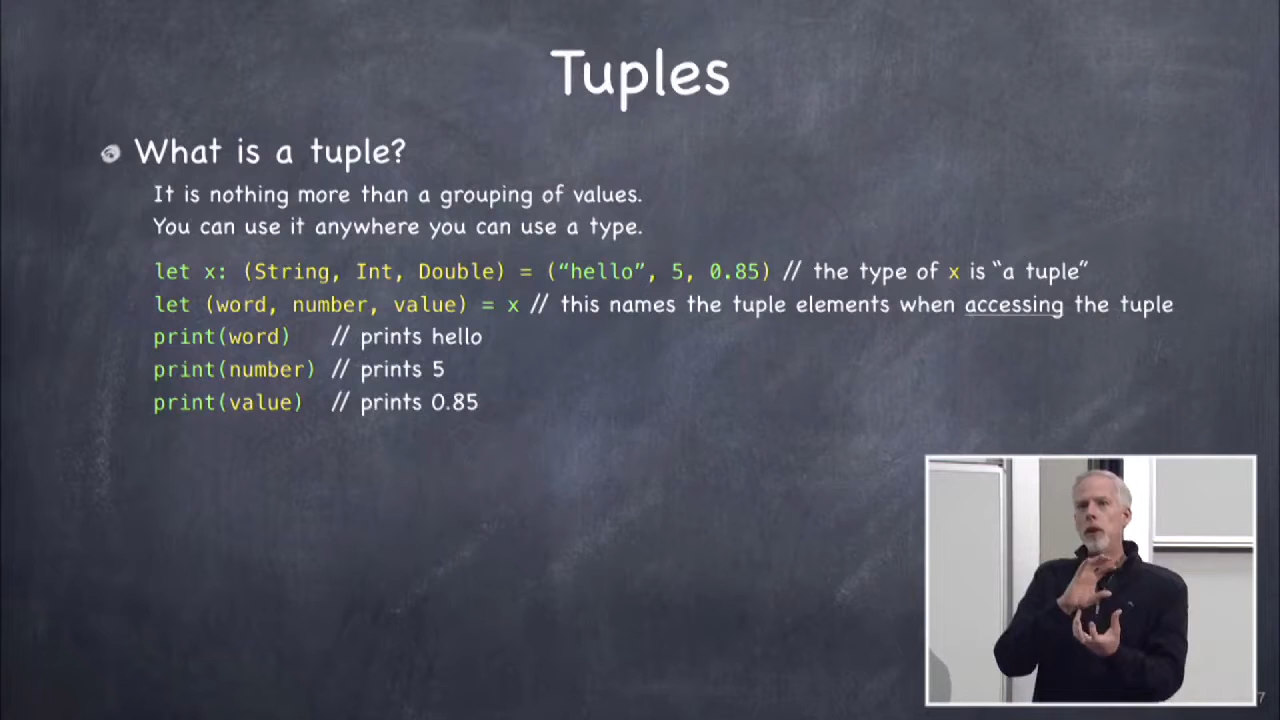 Tuples
What is a tuple?
It is nothing more than a grouping of values.
You can use it anywhere you can use a type.
let x: (String, Int, Double) = (“hello”, 5, 0.85) // the type of x is “a tuple”
let (word, number, value) = x // this names the tuple elements when accessing the tuple
print(word) // prints hello
print(number) // prints 5
print(value) // prints 0.85
7